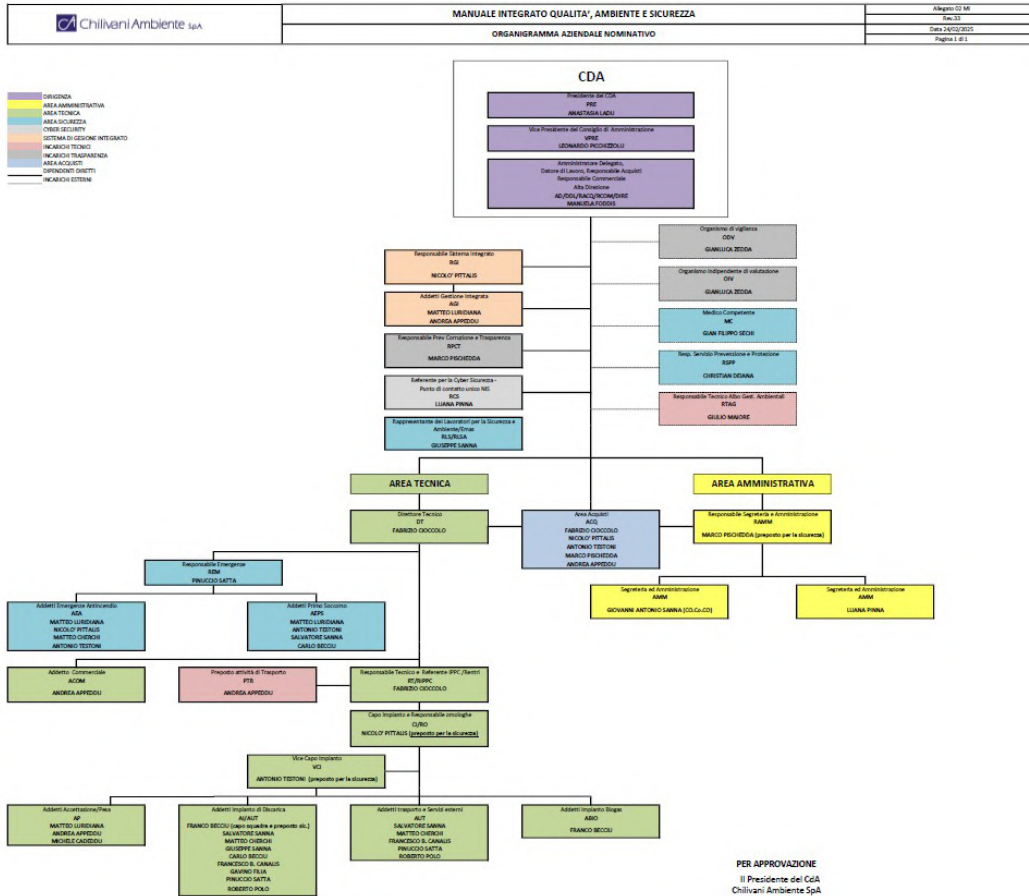 Chilivani Ambiente SpA
MANUALE INTEGRATO QUALITA', AMBIENTE E SICUREZZA
ORGANIGRAMMA AZIENDALE NOMINATIVO
Allegato 02 MI
Rev.33
Data 24/02/2025
Pagina 1 di 1
DIRIGENZA
AREA AMMINISTRATIVA
AREA TECNICA
AREA SICUREZZA
CYBER SECURITY
SISTEMA DI GESIONE INTEGRATO
INCARICHI TECNICI
INCARICHI TRASPARENZA
AREA ACQUISTI
DIPENDENTI DIRETTI
INCARICHI ESTERNI
CDA
Presidente del CDA
PRE
ANASTASIA LADU
Vice Presidente del Consiglio di Amministrazione
VPRE
LEONARDO PICCHIZZOLU
Amministratore Delegato,
Datore di Lavoro, Responsabile Acquisti
Responsabile Commerciale
Alta Direzione
AD/DDL/RACQ/RCOM/DIRE
MANUELA FODDIS
Organismo di vigilanza
ODV
GIANLUCA ZEDDA
Responsabile Sistema Integrato
RGI
NICOLO' PITTALIS
Organismo Indipendente di valutazione
OIV
GIANLUCA ZEDDA
Addetti Gestione Integrata
AGI
MATTEO LURIDIANA
ANDREA APPEDDU
Medico Competente
MC
GIAN FILIPPO SECHI
Responsabile Prev Corruzione e Trasparenza
RPCT
MARCO PISCHEDDA
Resp. Servizio Prevenzione e Protezione
RSPP
CHRISTIAN DEIANA
Referente per la Cyber Sicurezza -
Punto di contatto unico NIS
RCS
LUANA PINNA
Responsabile Tecnico Albo Gest. Ambientali
RTAG
GIULIO MAIORE
Rappresentante dei Lavoratori per la Sicurezza e
Ambiente/Emas
RLS/RLSA
GIUSEPPE SANNA
AREA TECNICA
AREA AMMINISTRATIVA
Direttore Tecnico
DT
FABRIZIO CIOCCOLO
Area Acquisti
ACQ
FABRIZIO CIOCCOLO
NICOLO' PITTALIS
ANTONIO TESTONI
MARCO PISCHEDDA
ANDREA APPEDDU
Responsabile Segreteria e Amministrazione
RAMM
MARCO PISCHEDDA (preposto per la sicurezza)
Responsabile Emergenze
REM
PINUCCIO SATTA
Segreteria ed Amministrazione
AMM
GIOVANNI ANTONIO SANNA (CO.Co.CO)
Segreteria ed Amministrazione
AMM
LUANA PINNA
Addetti Emergenze Antincendio
AEA
MATTEO LURIDIANA
NICOLO' PITTALIS
MATTEO CHERCHI
ANTONIO TESTONI
Addetti Primo Soccorso
AEPS
MATTEO LURIDIANA
ANTONIO TESTONI
SALVATORE SANNA
CARLO BECCIU
Addetto Commerciale
ACOM
ANDREA APPEDDU
Preposto attività di Trasporto
PTR
ANDREA APPEDDU
Responsabile Tecnico e Referente IPPC /Rentri
RT/RIPPC
FABRIZIO CIOCCOLO
Capo Impianto e Responsabile omologhe
CI/RO
NICOLO' PITTALIS (preposto per la sicurezza)
Vice Capo Impianto
VCI
ANTONIO TESTONI (preposto per la sicurezza)
Addetti Accettazione/Pesa
AP
MATTEO LURIDIANA
ANDREA APPEDDU
MICHELE CADEDDU
Addetti Impianto di Discarica
AI/AUT
FRANCO BECCIU (capo squadra e preposto sic.)
SALVATORE SANNA
MATTEO CHERCHI
GIUSEPPE SANNA
CARLO BECCIU
FRANCESCO B. CANALIS
GAVINO FILIA
PINUCCIO SATTA
ROBERTO POLO
Addetti trasporto e Servizi esterni
AUT
SALVATORE SANNA
MATTEO CHERCHI
FRANCESCO B. CANALIS
PINUCCIO SATTA
ROBERTO POLO
Addetti Impianto Biogas
ABIO
FRANCO BECCIU
PER APPROVAZIONE
Il Presidente del CdA
Chilivani Ambiente SpA